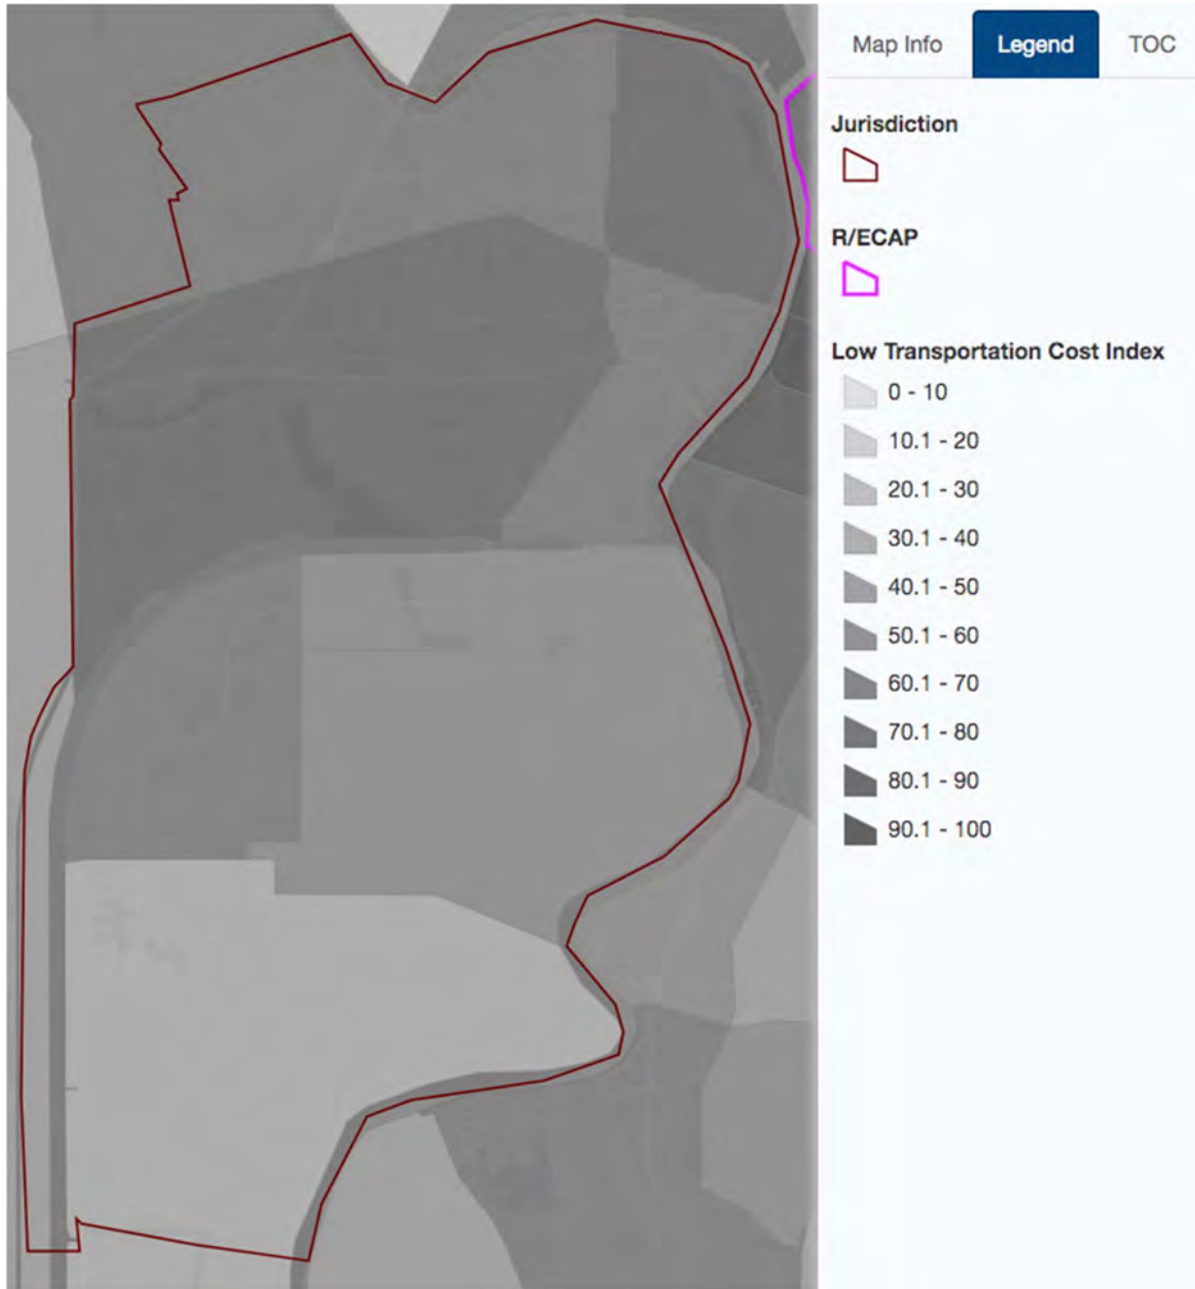 Map Info Legend TOC
Jurisdiction
R/ECAP
Low Transportation Cost Index
0 - 10
10.1 - 20
20.1 - 30
30.1 - 40
40.1 - 50
50.1 - 60
60.1 - 70
70.1 - 80
80.1 - 90
90.1 - 100